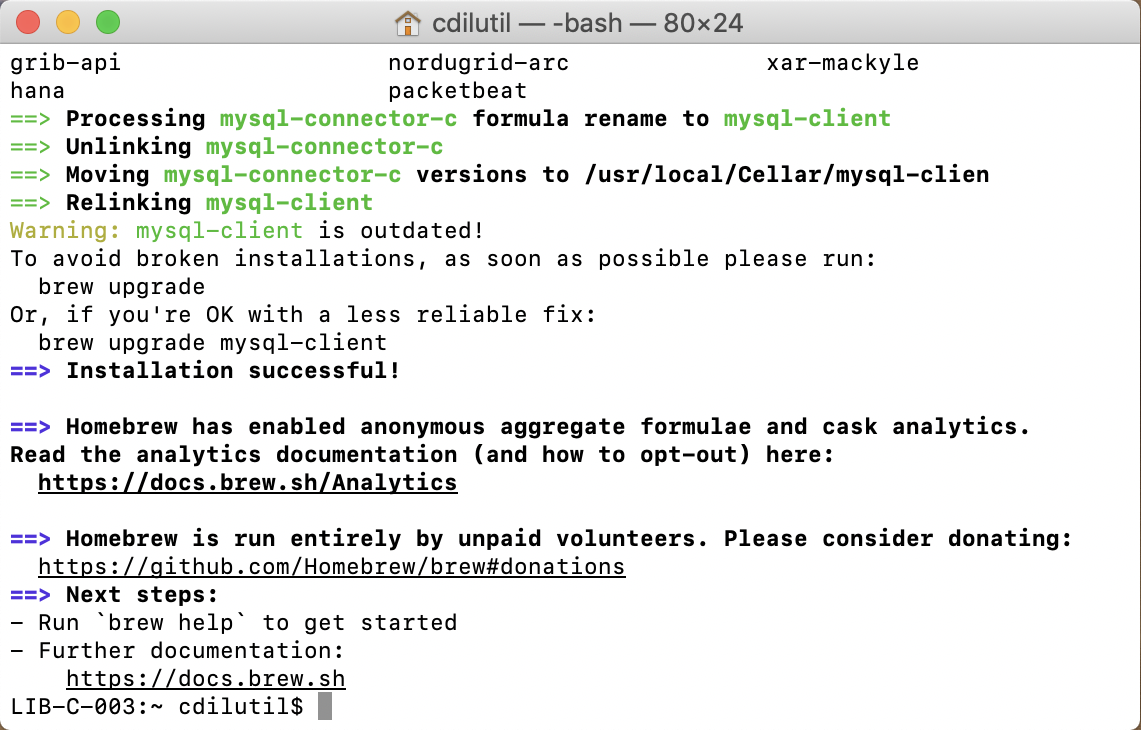 cdilutil — -bash — 80×24
grib-api nordugrid-arc xar-mackyle
hana packetbeat
==> Processing mysql-connector-c formula rename to mysql-client
==> Unlinking mysql-connector-c
==> Moving mysql-connector-c versions to /usr/local/Cellar/mysql-clien
==> Relinking mysql-client
Warning: mysql-client is outdated!
To avoid broken installations, as soon as possible please run:
  brew upgrade
Or, if you're OK with a less reliable fix:
  brew upgrade mysql-client
==> Installation successful!
==> Homebrew has enabled anonymous aggregate formulae and cask analytics.
Read the analytics documentation (and how to opt-out) here:
  https://docs.brew.sh/Analytics
==> Homebrew is run entirely by unpaid volunteers. Please consider donating:
  https://github.com/Homebrew/brew#donations
==> Next steps:
- Run `brew help` to get started
- Further documentation:
    https://docs.brew.sh
LIB-C-003:~ cdilutil$